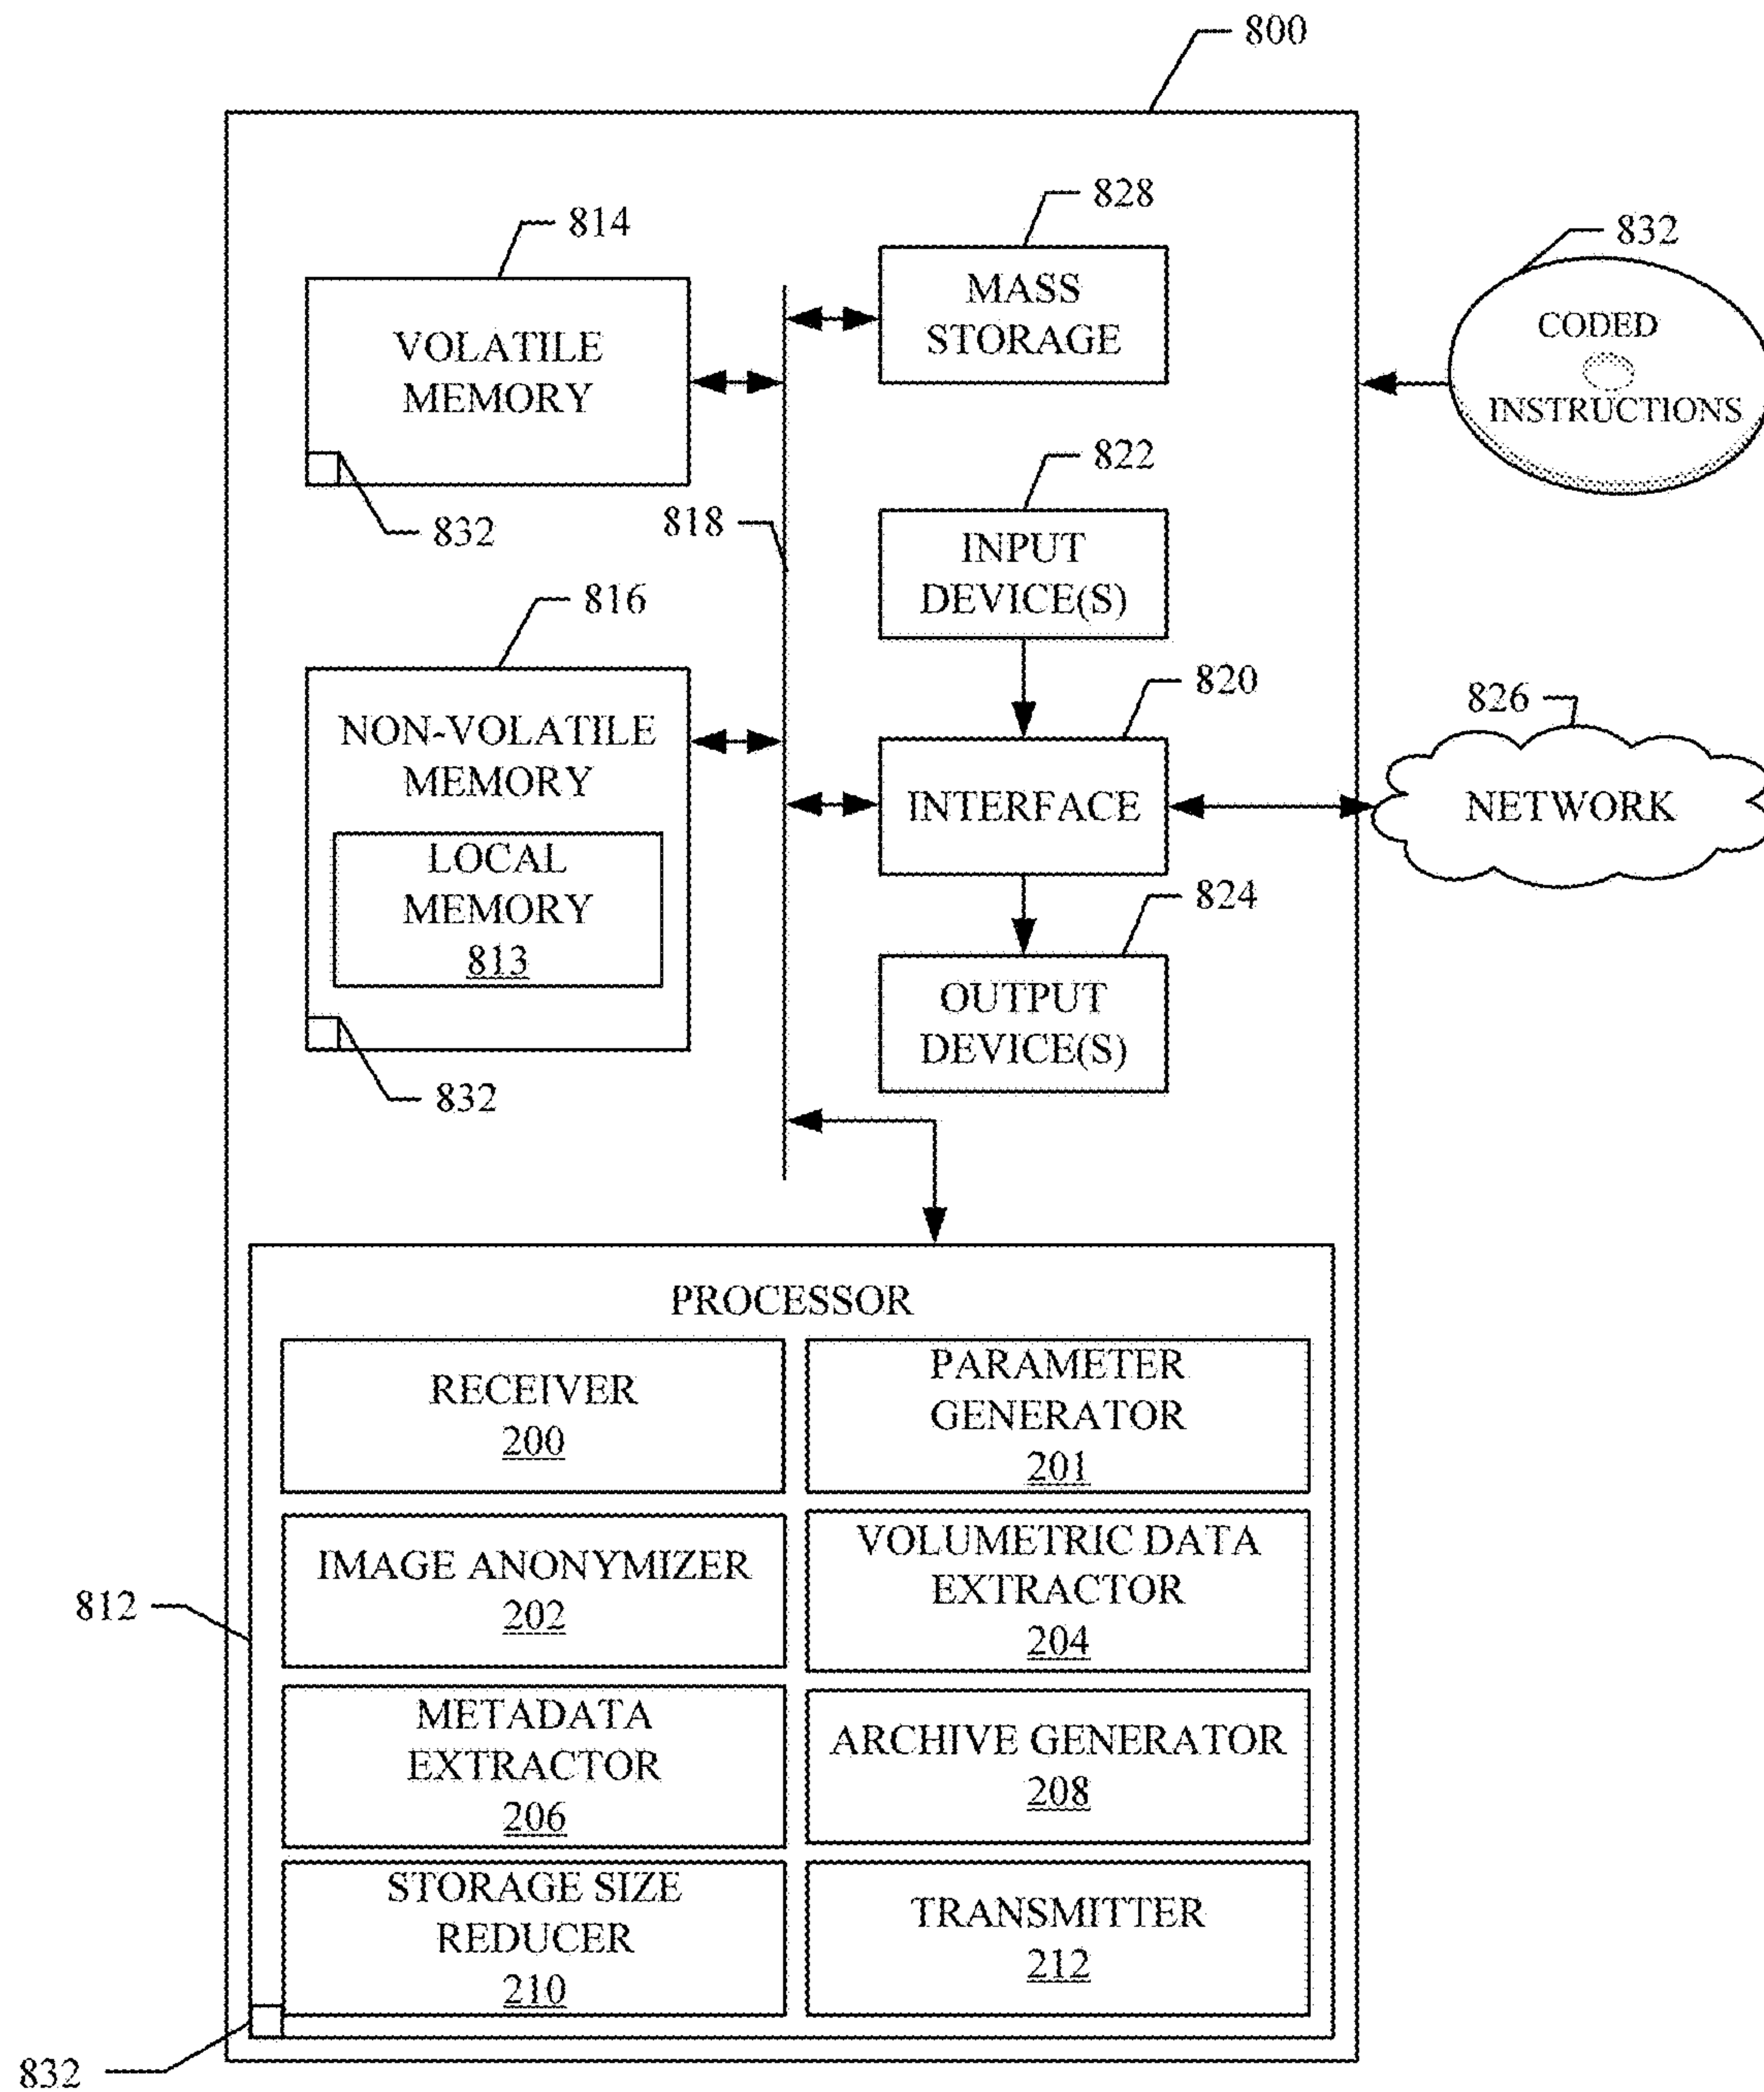 800
814
VOLATILE
MEMORY
832
828
MASS
STORAGE
832
CODED
INSTRUCTIONS
818
822
INPUT
DEVICE(S)
816
NON-VOLATILE
MEMORY
LOCAL
MEMORY
813
832
820
INTERFACE
826
NETWORK
824
OUTPUT
DEVICE(S)
812
PROCESSOR
RECEIVER
200
PARAMETER
GENERATOR
201
IMAGE ANONYMIZER
202
VOLUMETRIC DATA
EXTRACTOR
204
METADATA
EXTRACTOR
206
ARCHIVE GENERATOR
208
STORAGE SIZE
REDUCER
210
TRANSMITTER
212
832